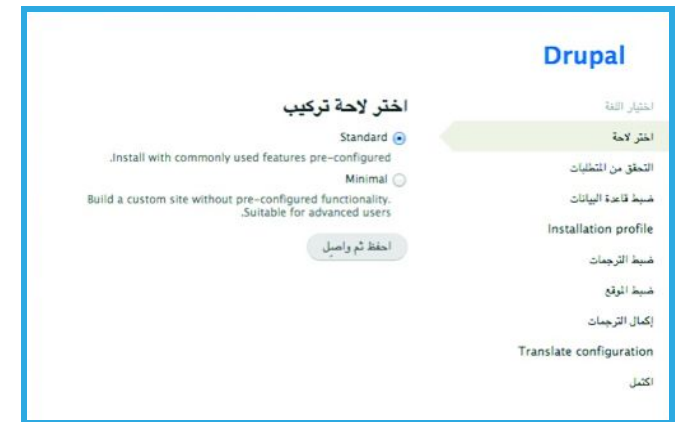 Drupal
اختيار اللغة
اختر لاحة
التحقق من المتطلبات
ضبط قاعدة البيانات
Installation profile
ضبط الترجمات
ضبط الموقع
إكمال الترجمات
Translate configuration
اكتمل
اختر لاحة تركيب
Standard
.Install with commonly used features pre-configured
Minimal
Build a custom site without pre-configured functionality.
.Suitable for advanced users
احفظ ثم واصِل